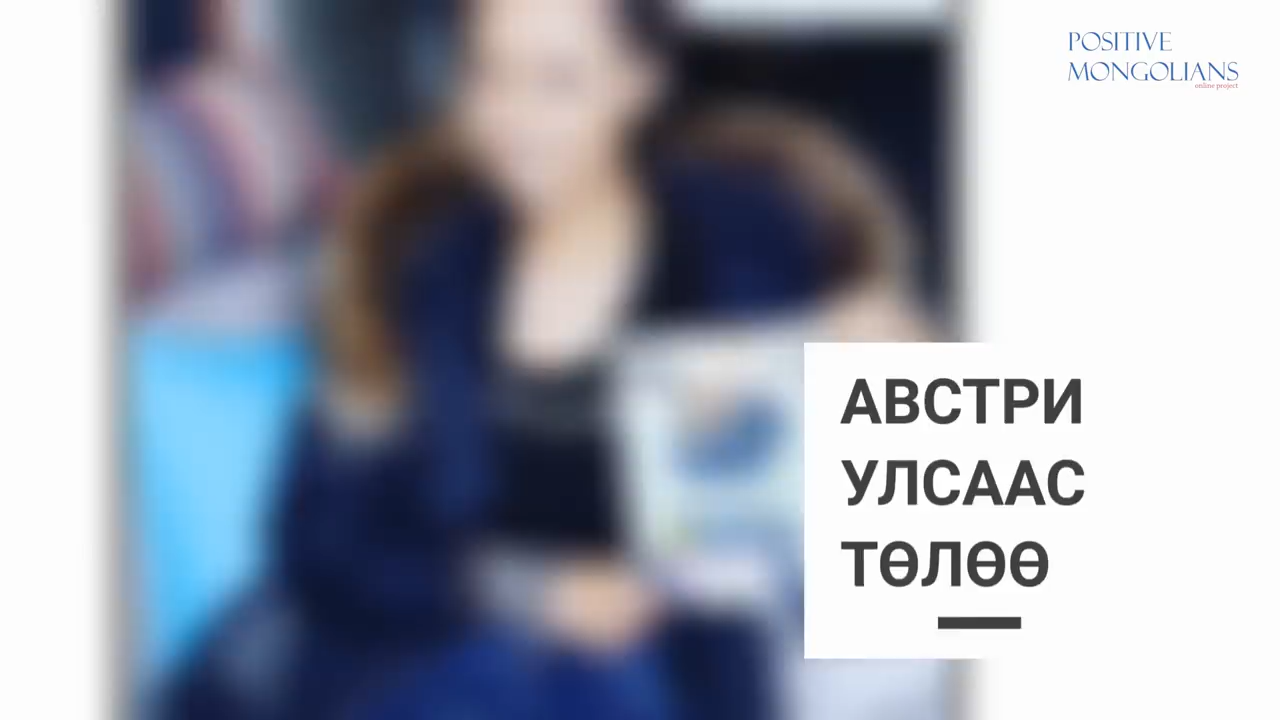 POSITIVE
MONGOLIANS
online project
АВСТРИ
УЛСААС
ТӨЛӨӨ